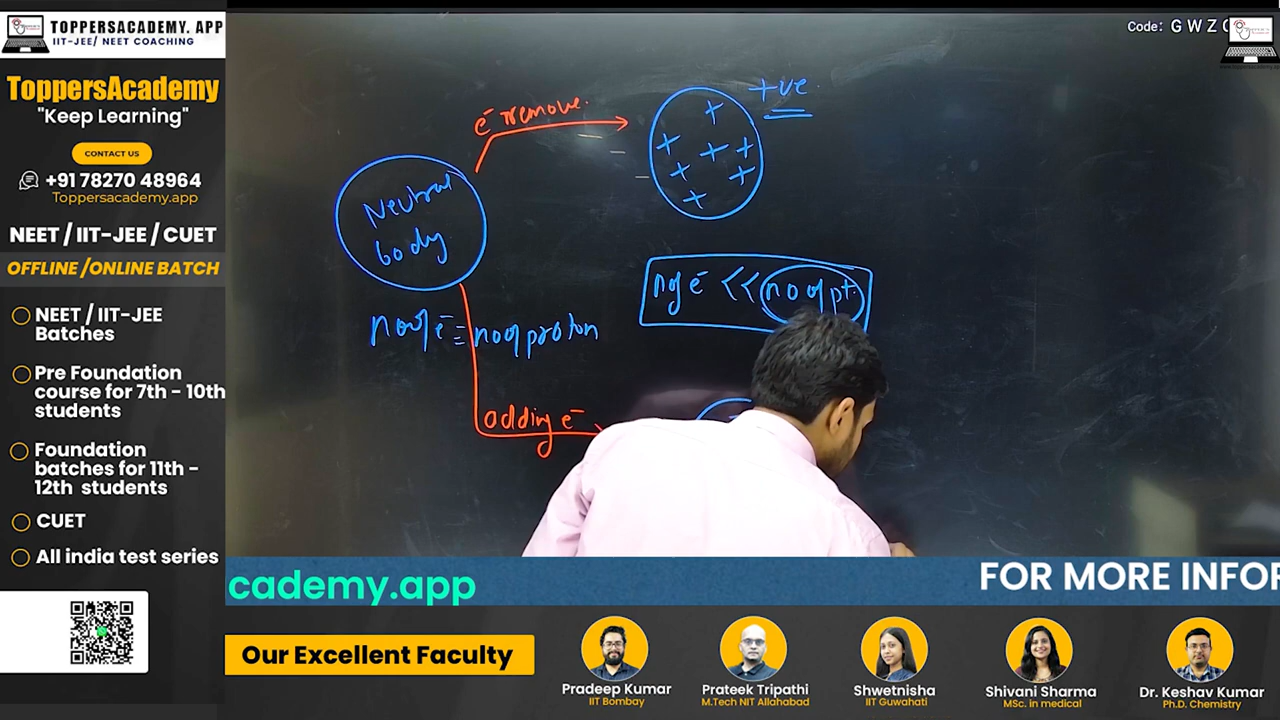 TOPPERSACADEMY. APP
IIT-JEE/ NEET COACHING
ToppersAcademy
"Keep Learning"
CONTACT US
+91 78270 48964
Toppersacademy.app
NEET / IIT-JEE / CUET
OFFLINE /ONLINE BATCH
NEET / IIT-JEE
Batches
Pre Foundation
course for 7th - 10th
students
Foundation
batches for 11th -
12th students
CUET
All india test series
Code: G W Z
e⁻ remove.
+ve
+
+ + +
+ +
+
Neutral
body
no of e⁻ = no of proton
no of e⁻ << no of p⁺
adding e⁻
cademy.app
FOR MORE INFOR
Our Excellent Faculty
Pradeep Kumar
IIT Bombay
Prateek Tripathi
M.Tech NIT Allahabad
Shwetnisha
IIT Guwahati
Shivani Sharma
MSc. in medical
Dr. Keshav Kumar
Ph.D. Chemistry